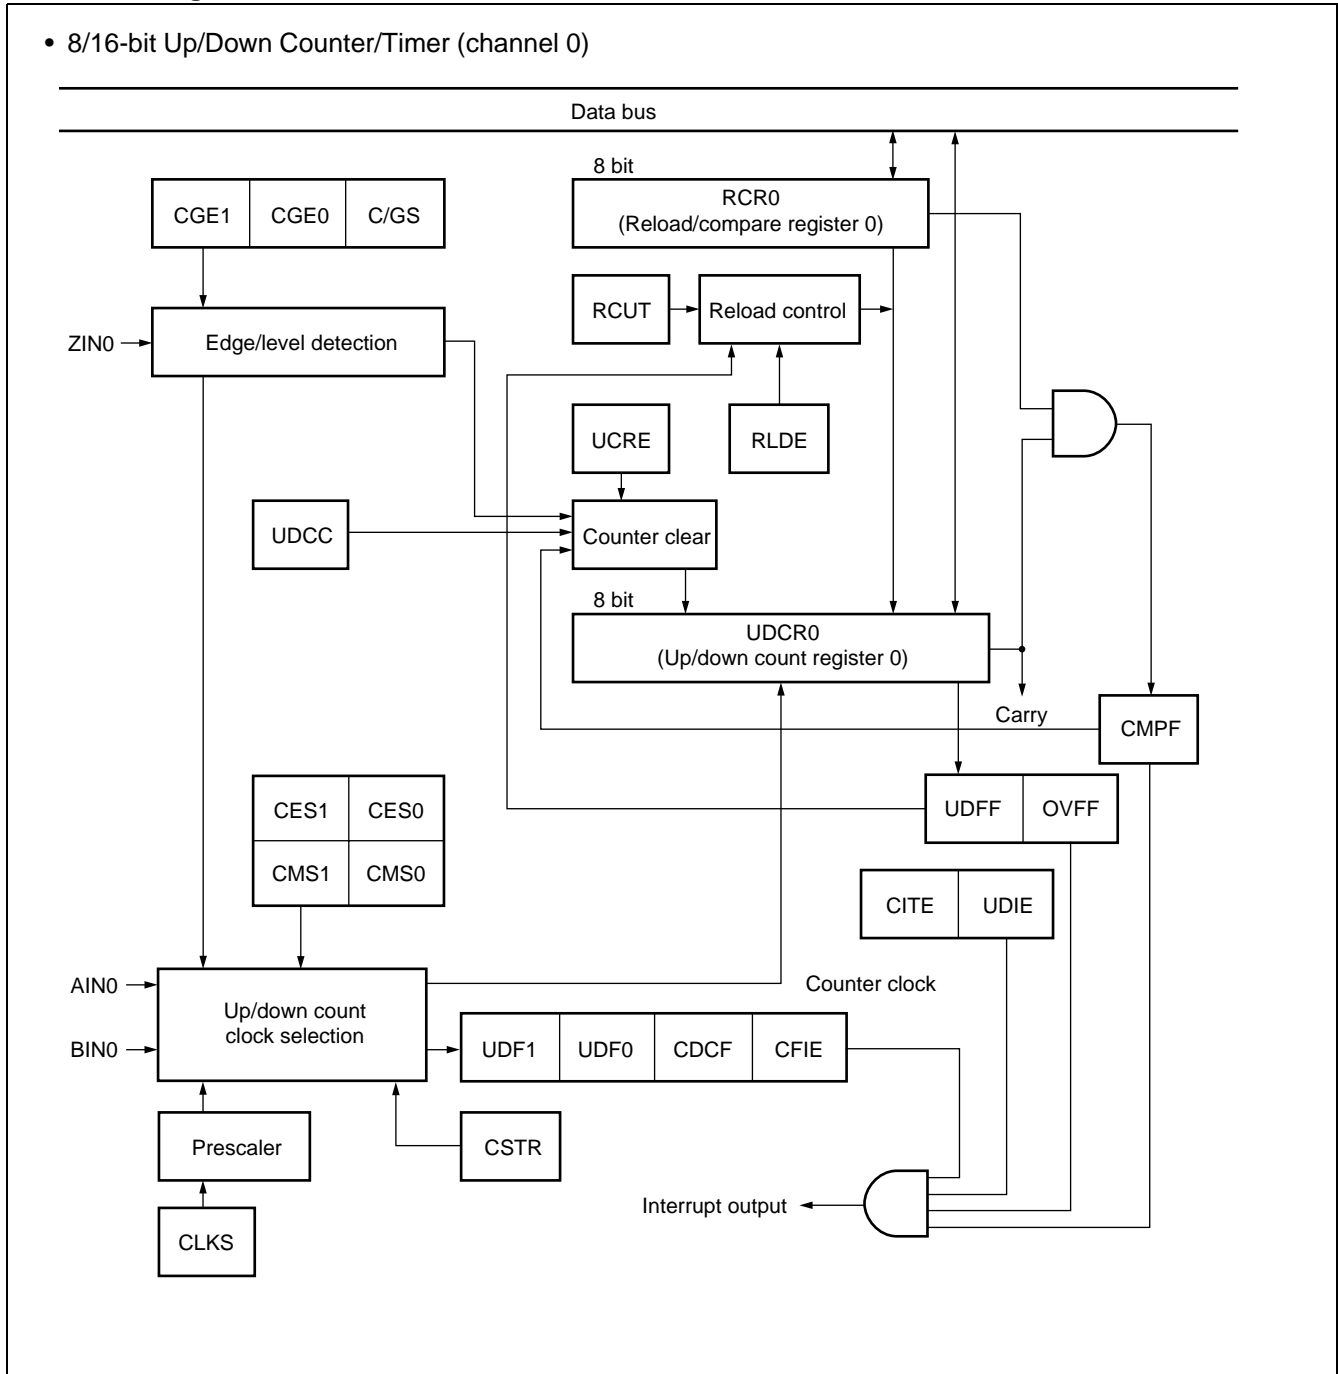 • 8/16-bit Up/Down Counter/Timer (channel 0)
Data bus
8 bit
CGE1 CGE0 C/GS
RCR0
(Reload/compare register 0)
RCUT
Reload control
ZIN0
Edge/level detection
UCRE
RLDE
UDCC
Counter clear
8 bit
UDCR0
(Up/down count register 0)
Carry
CMPF
CES1 CES0
CMS1 CMS0
UDFF OVFF
CITE UDIE
AIN0
BIN0
Up/down count
clock selection
Counter clock
UDF1 UDF0 CDCF CFIE
Prescaler
CSTR
Interrupt output
CLKS